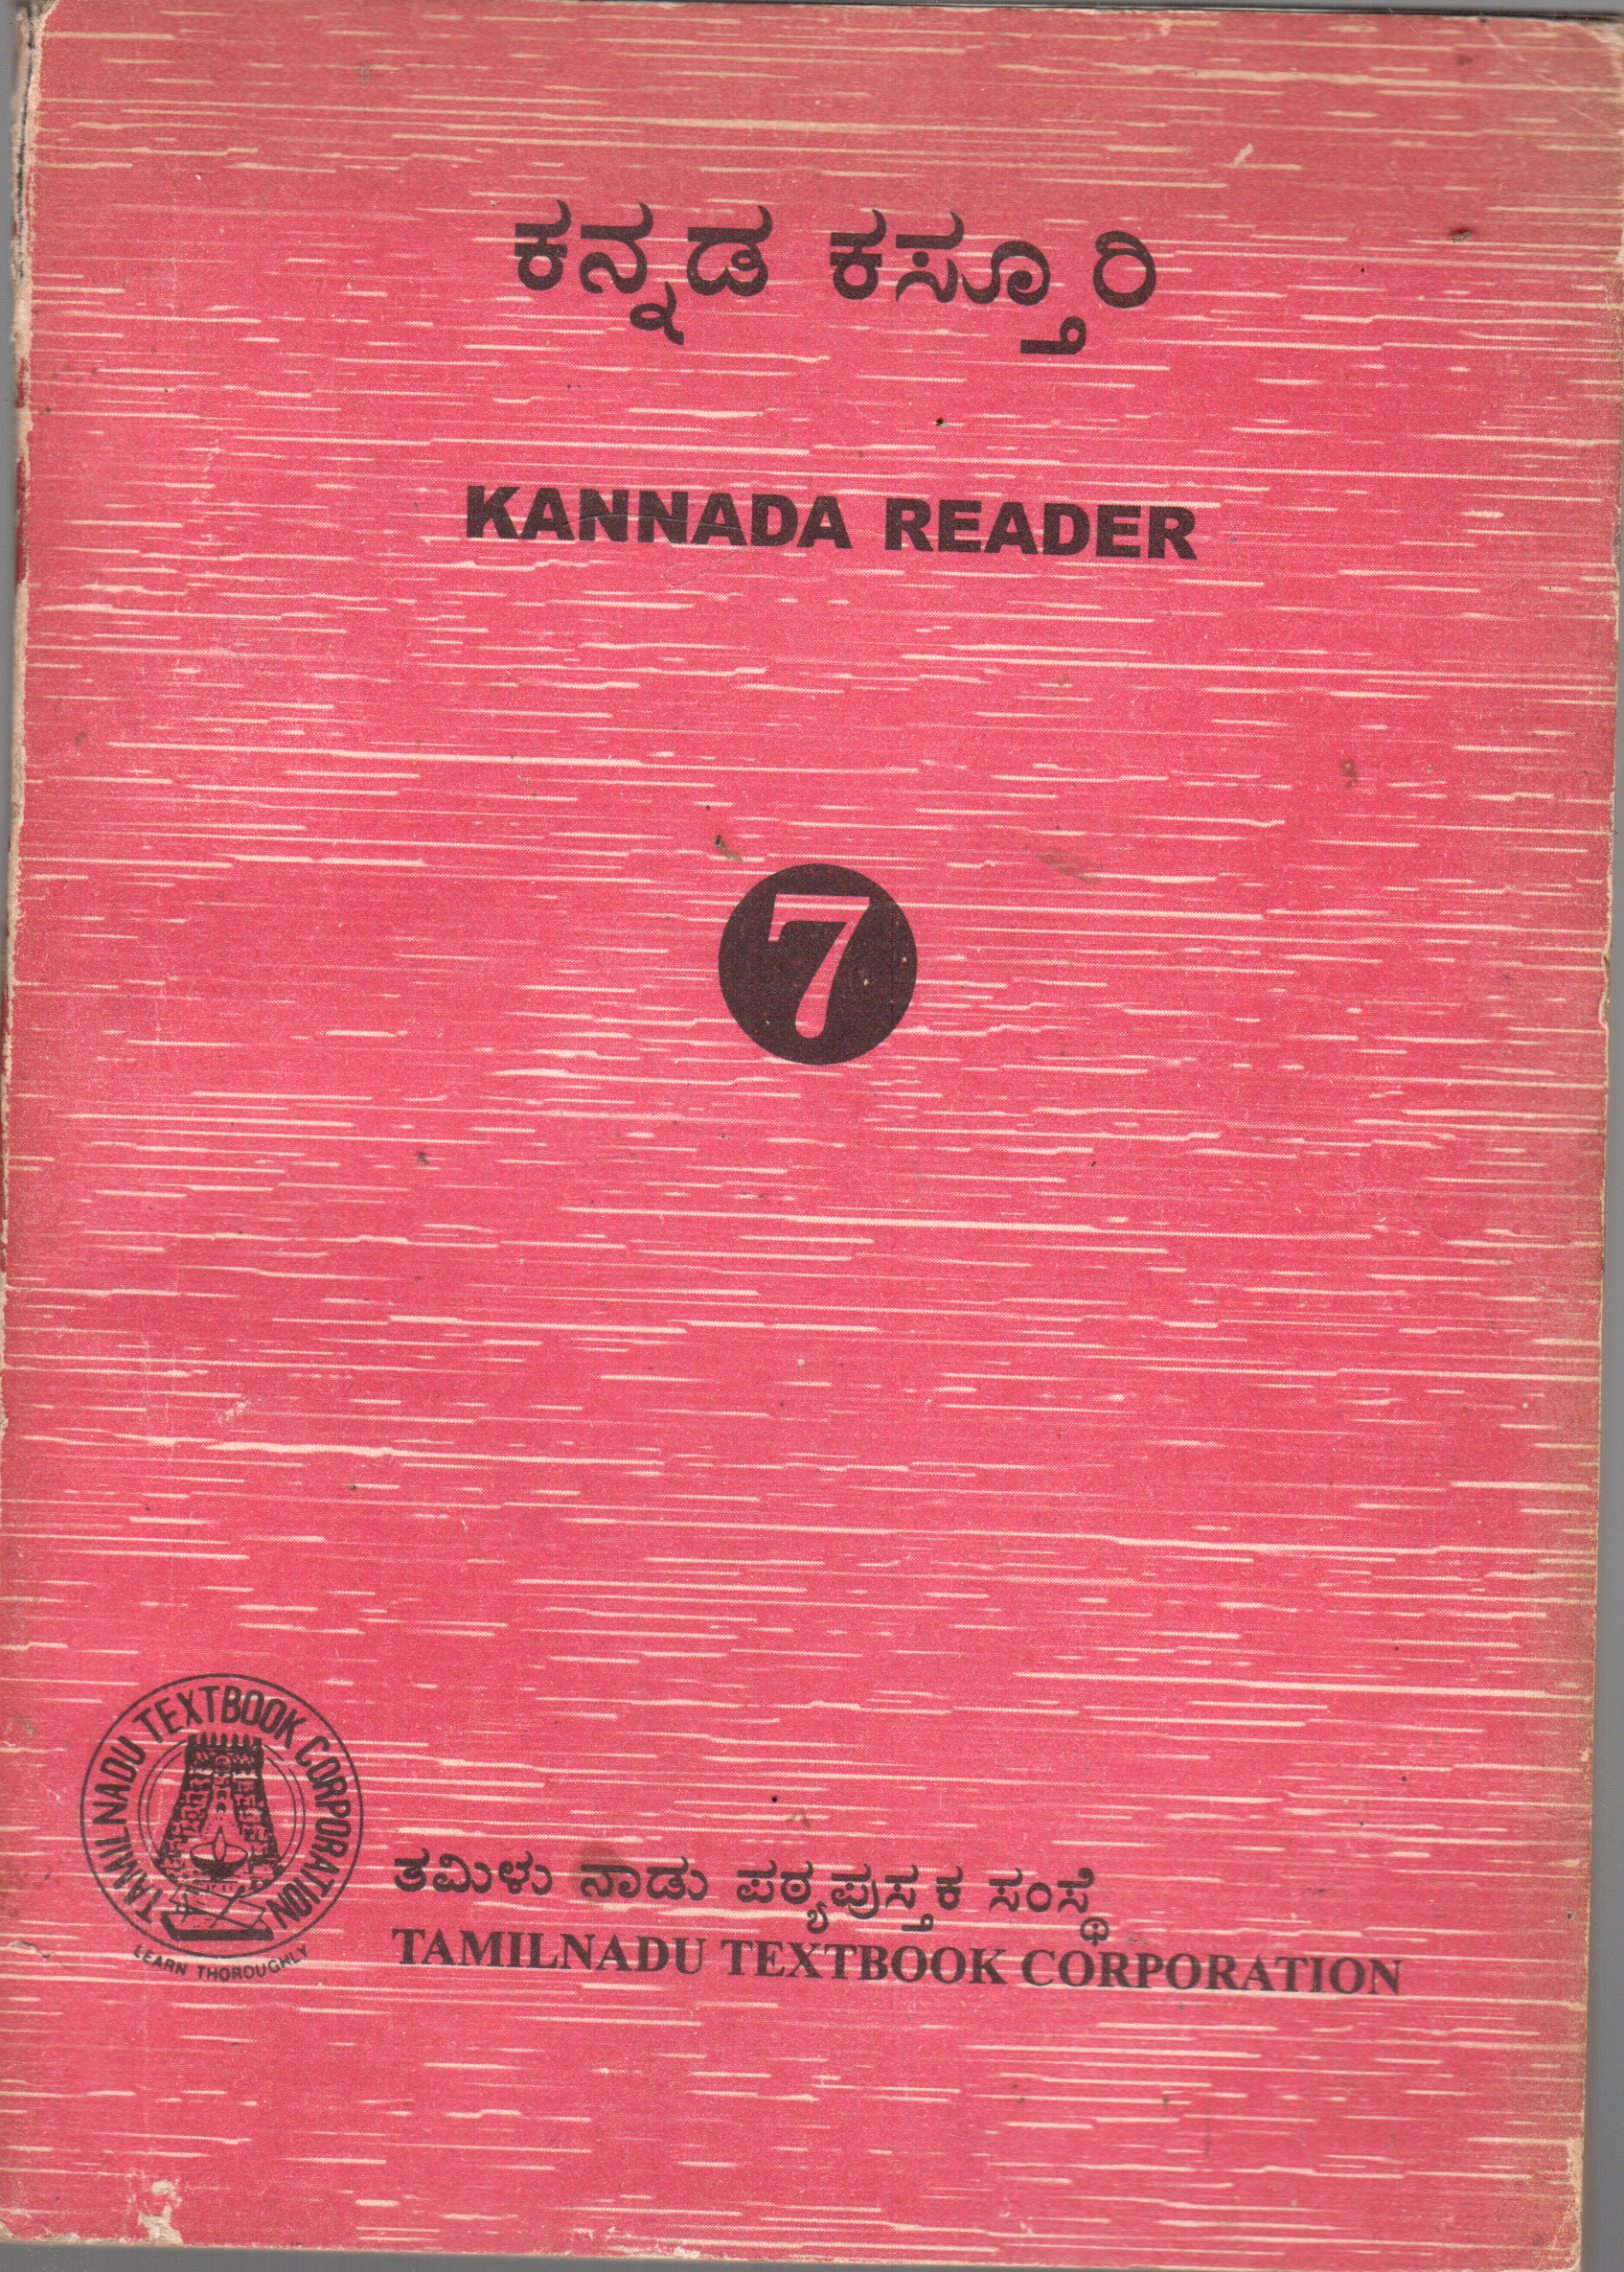 ಕನ್ನಡ ಕಸ್ತೂರಿ
KANNADA READER
7
TAMILNADU TEXTBOOK CORPORATION
LEARN THOROUGHLY
ತಮಿಳು ನಾಡು ಪಠ್ಯಪುಸ್ತಕ ಸಂಸ್ಥೆ
TAMILNADU TEXTBOOK CORPORATION